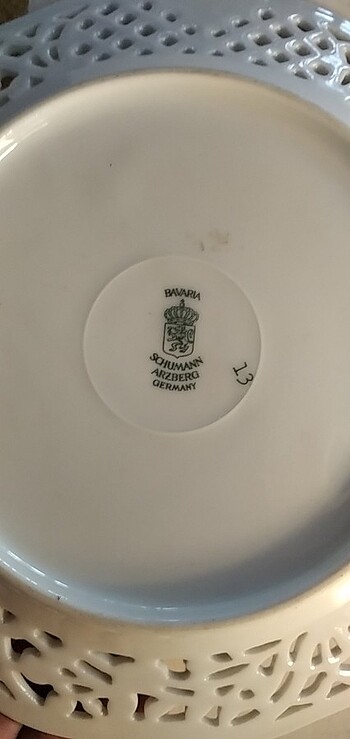 BAVARIA
SCHUMANN
ARZBERG
GERMANY
13